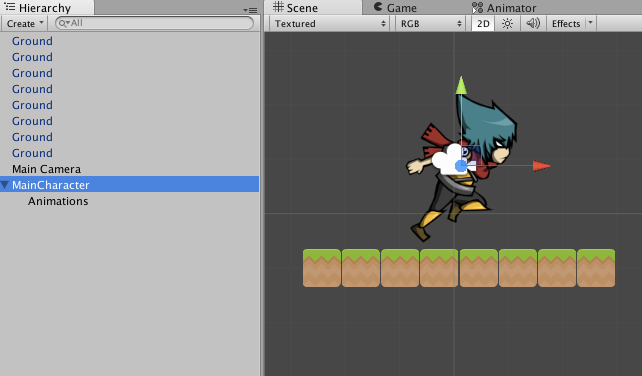 Hierarchy
Create
All
Ground
Ground
Ground
Ground
Ground
Ground
Ground
Ground
Main Camera
MainCharacter
Animations
Scene
Game
Animator
Textured
RGB
2D
Effects